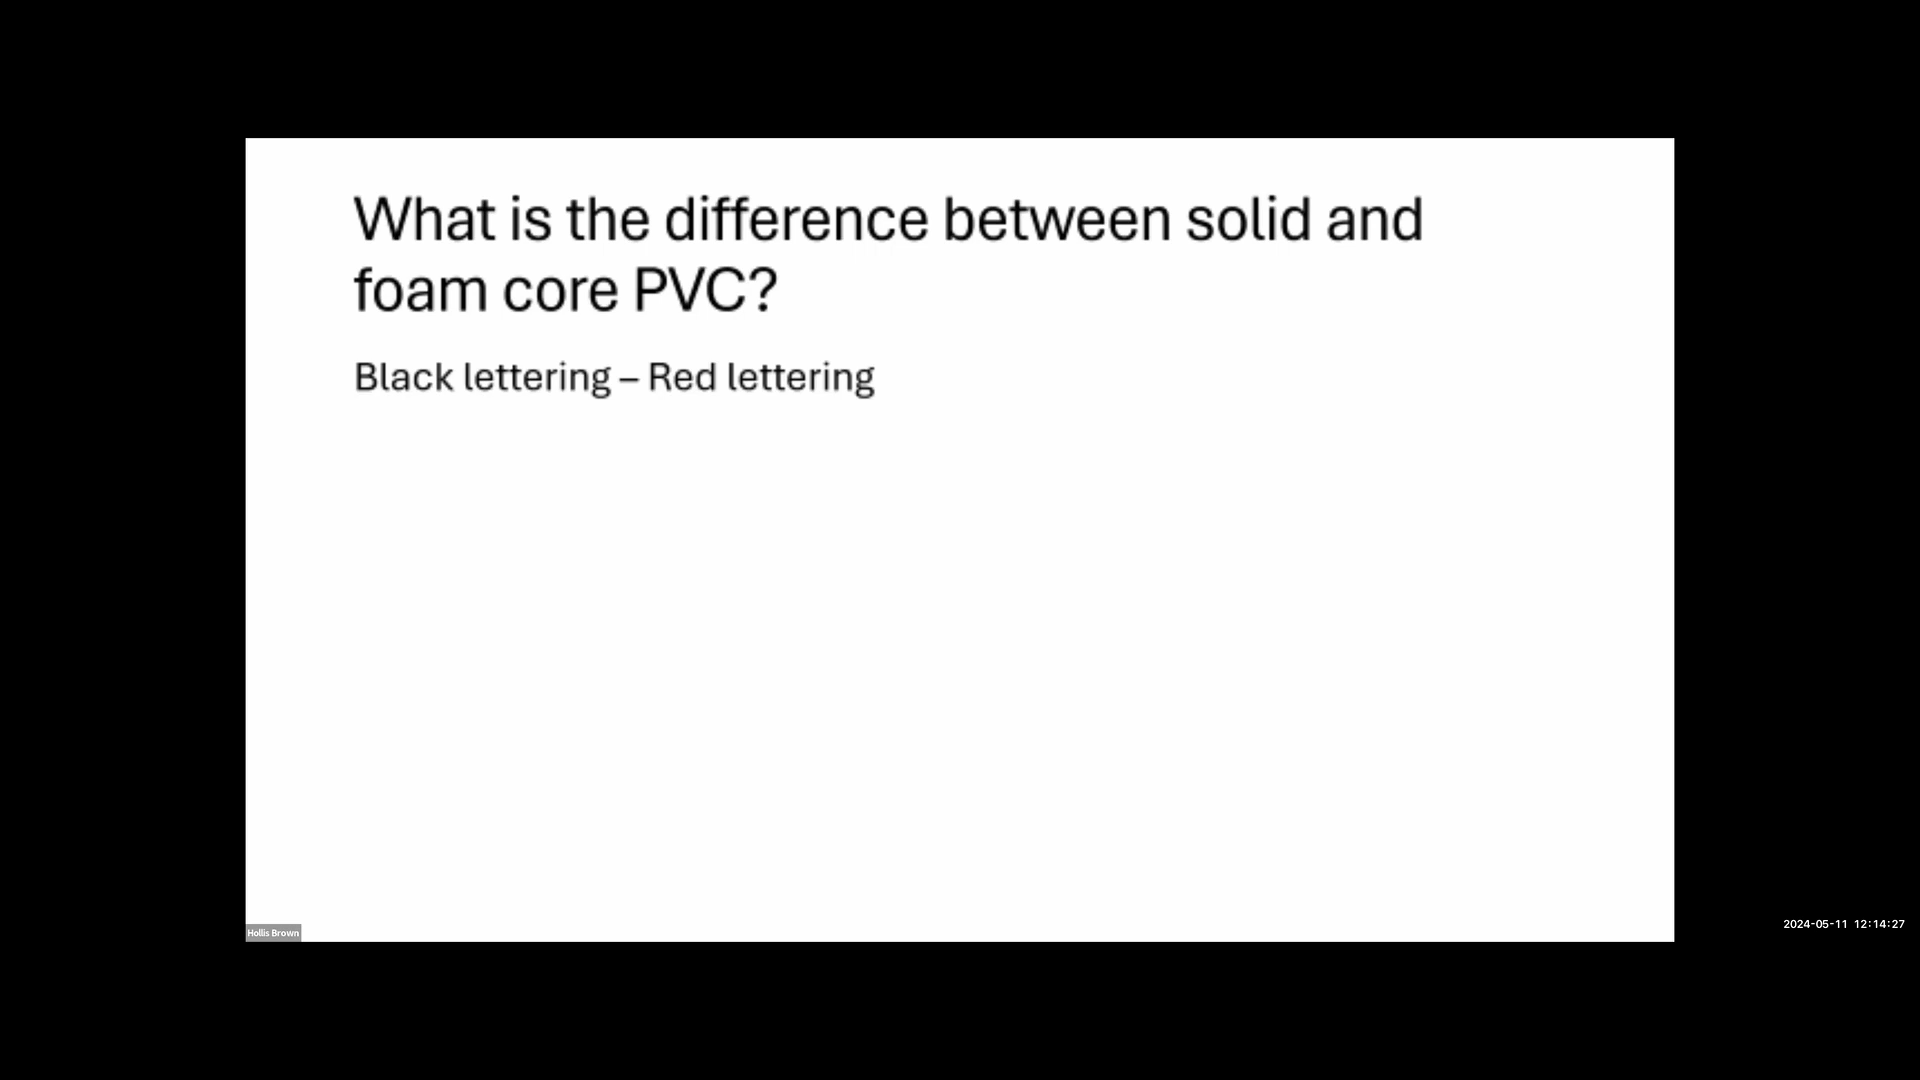 What is the difference between solid and
foam core PVC?
Black lettering – Red lettering
Hollis Brown
2024-05-11 12:14:27